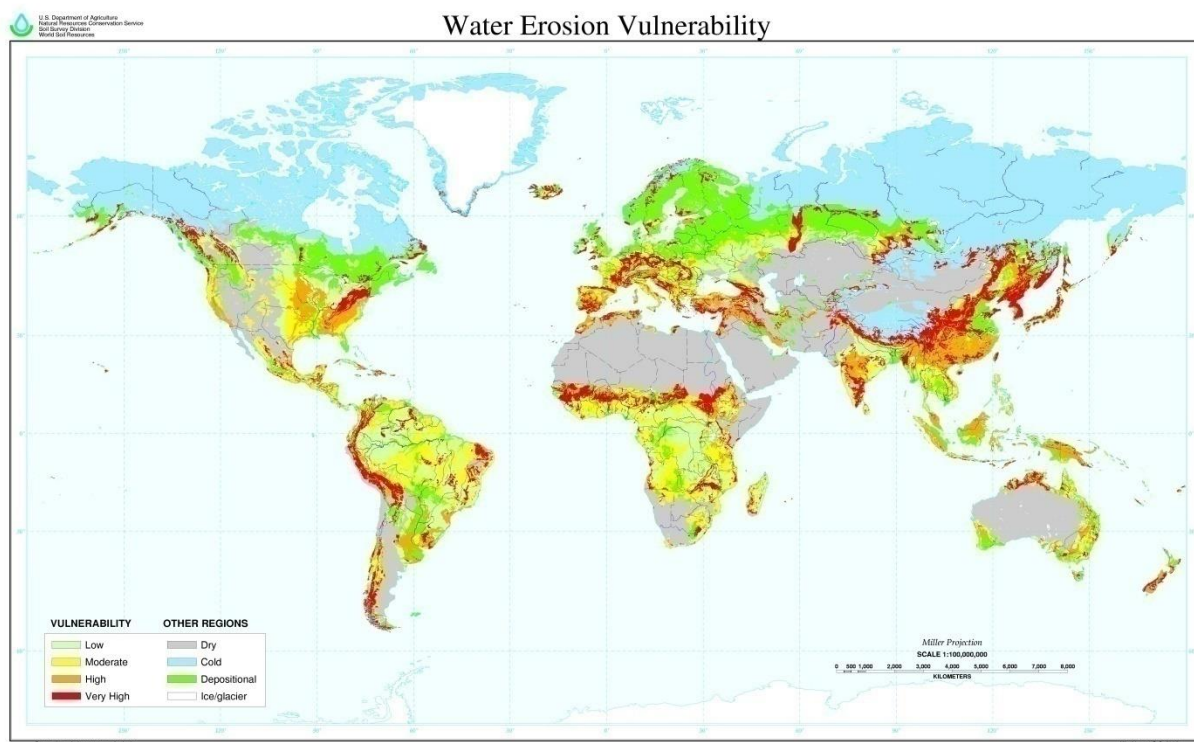 U.S. Department of Agriculture
Natural Resources Conservation Service
Soil Survey Division
World Soil Resources
Water Erosion Vulnerability
VULNERABILITY OTHER REGIONS
Low Dry
Moderate Cold
High Depositional
Very High Ice/glacier
Miller Projection
SCALE 1:100,000,000
0 500 1,000 2,000 3,000 4,000 5,000 6,000 7,000 8,000
KILOMETERS